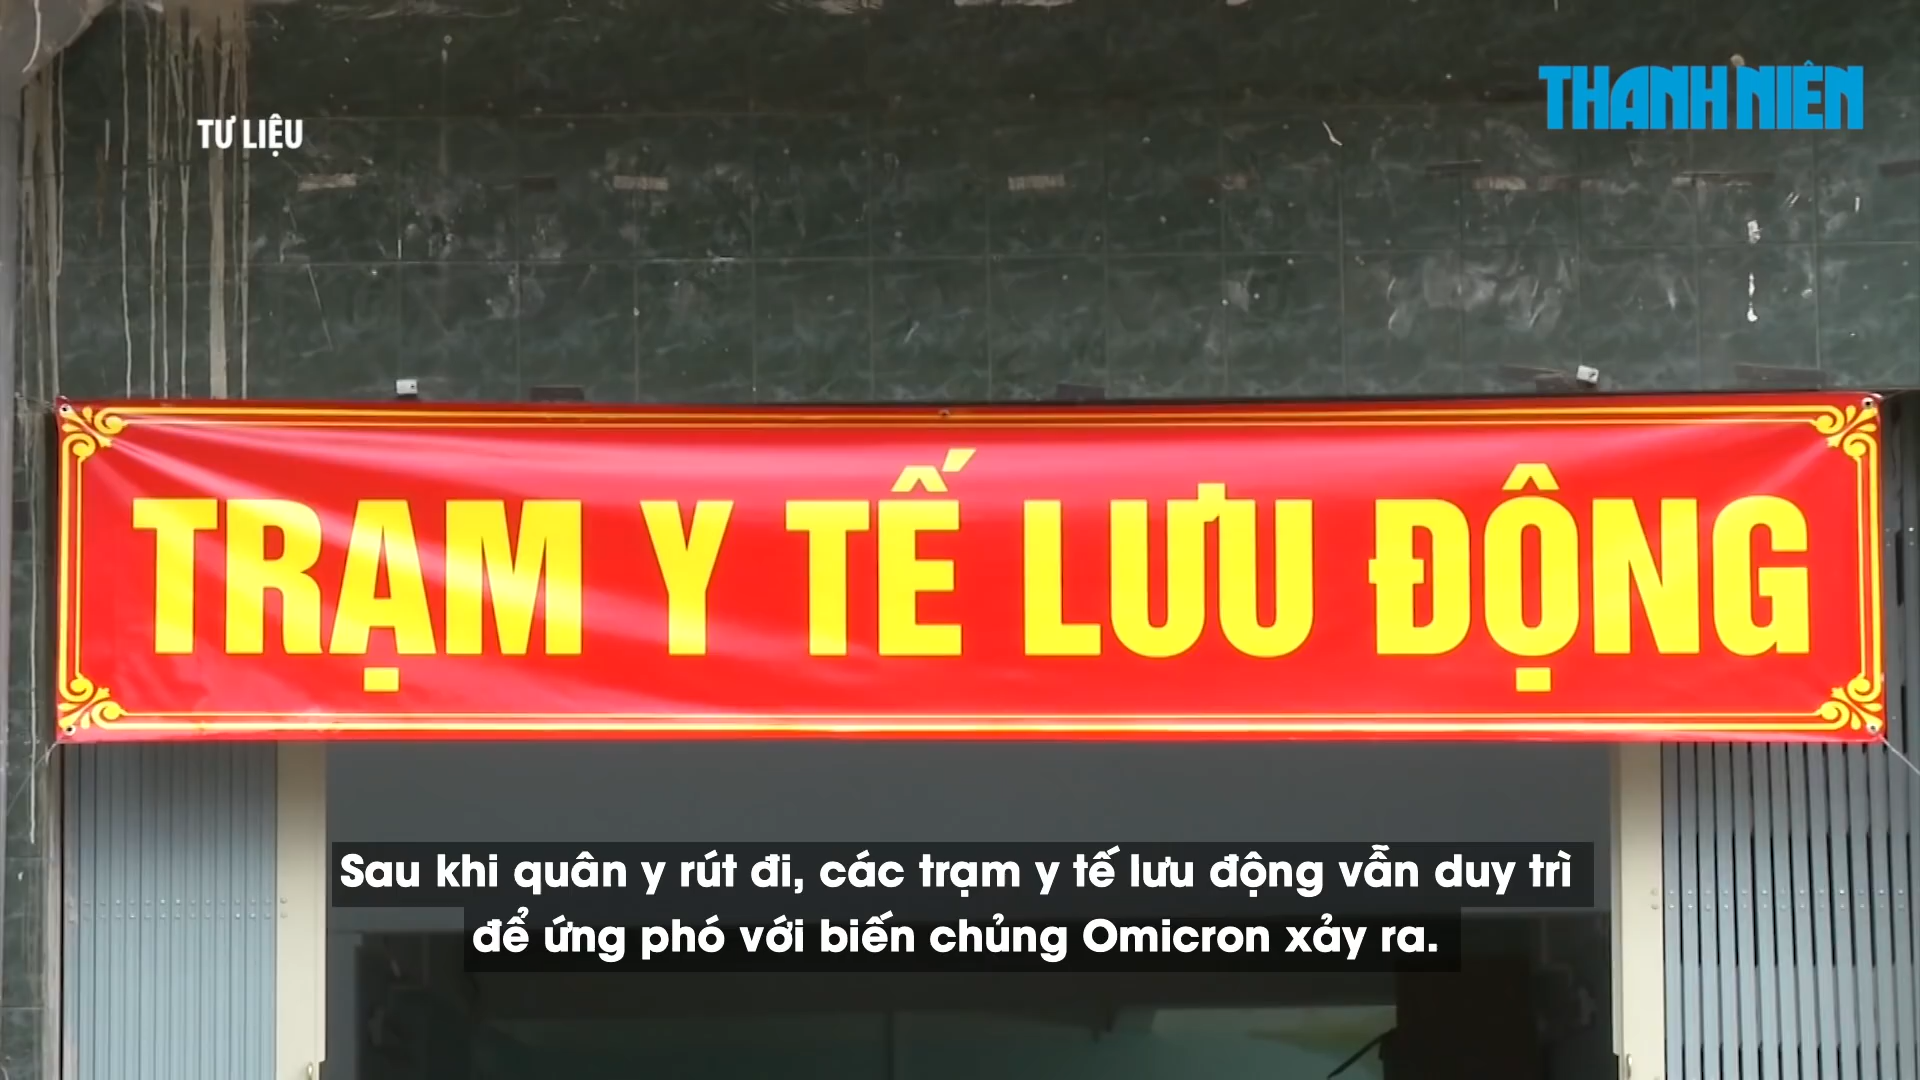 THANH NIÊN
TƯ LIỆU
TRẠM Y TẾ LƯU ĐỘNG
Sau khi quân y rút đi, các trạm y tế lưu động vẫn duy trì
để ứng phó với biến chủng Omicron xảy ra.